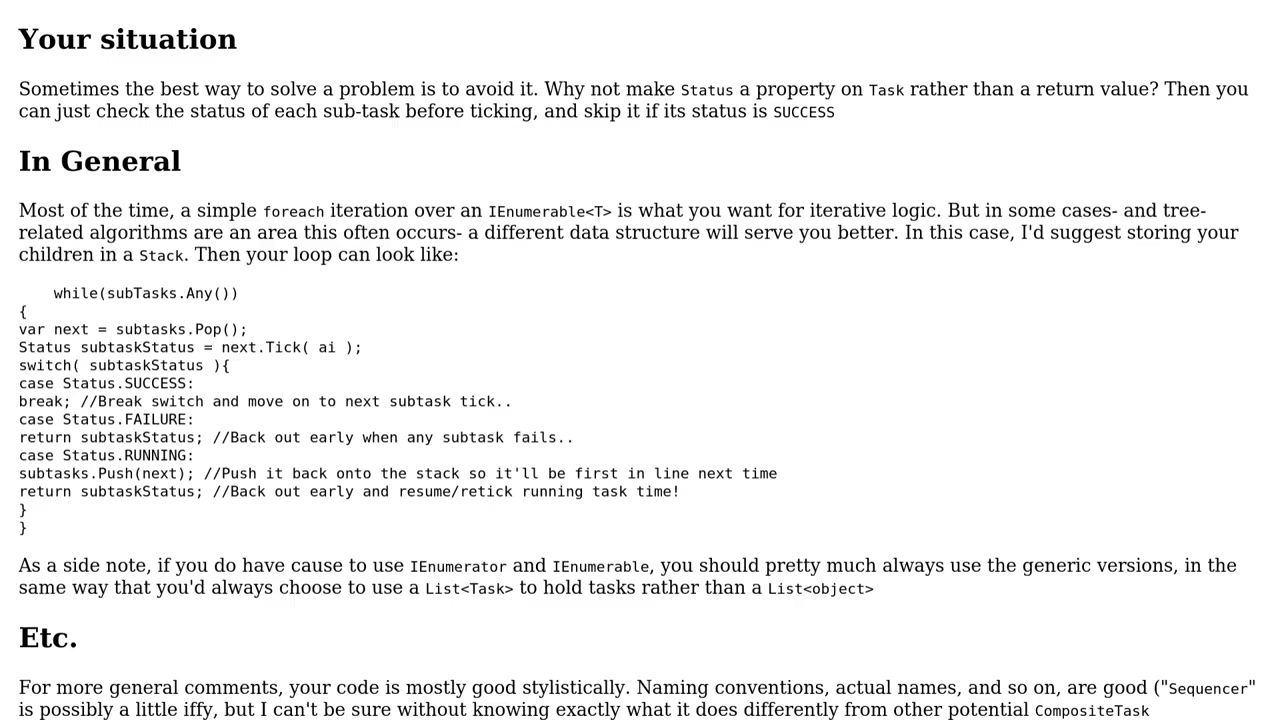 Your situation
Sometimes the best way to solve a problem is to avoid it. Why not make Status a property on Task rather than a return value? Then you
can just check the status of each sub-task before ticking, and skip it if its status is SUCCESS
In General
Most of the time, a simple foreach iteration over an IEnumerable<T> is what you want for iterative logic. But in some cases- and tree-
related algorithms are an area this often occurs- a different data structure will serve you better. In this case, I'd suggest storing your
children in a Stack. Then your loop can look like:
    while(subTasks.Any())
{
var next = subtasks.Pop();
Status subtaskStatus = next.Tick( ai );
switch( subtaskStatus ){
case Status.SUCCESS:
break; //Break switch and move on to next subtask tick..
case Status.FAILURE:
return subtaskStatus; //Back out early when any subtask fails..
case Status.RUNNING:
subtasks.Push(next); //Push it back onto the stack so it'll be first in line next time
return subtaskStatus; //Back out early and resume/retick running task time!
}
}
As a side note, if you do have cause to use IEnumerator and IEnumerable, you should pretty much always use the generic versions, in the
same way that you'd always choose to use a List<Task> to hold tasks rather than a List<object>
Etc.
For more general comments, your code is mostly good stylistically. Naming conventions, actual names, and so on, are good ("Sequencer"
is possibly a little iffy, but I can't be sure without knowing exactly what it does differently from other potential CompositeTask